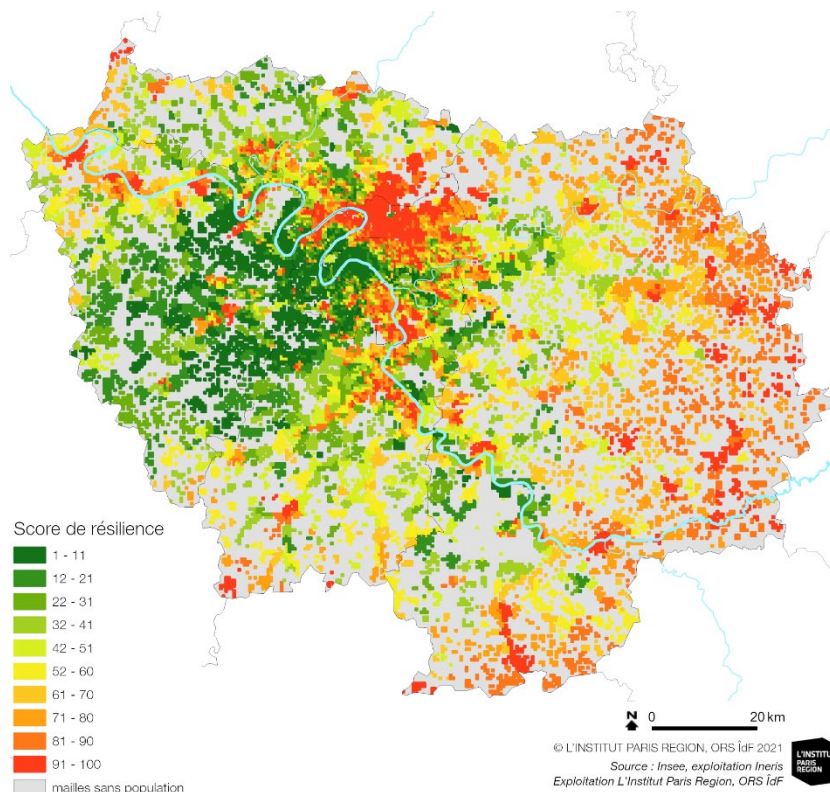 Score de résilience
1 - 11
12 - 21
22 - 31
32 - 41
42 - 51
52 - 60
61 - 70
71 - 80
81 - 90
91 - 100
mailles sans population
N 0 20 km
© L'INSTITUT PARIS REGION, ORS ÎdF 2021
Source : Insee, exploitation Ineris
Exploitation L'Institut Paris Region, ORS ÎdF
L'INSTITUT
PARIS
REGION